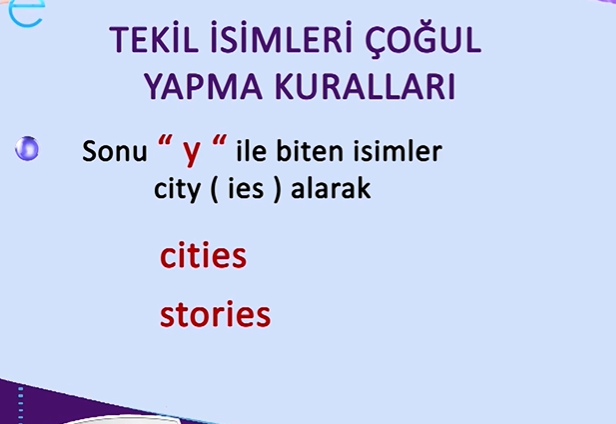 e
TEKİL İSİMLERİ ÇOĞUL
YAPMA KURALLARI
Sonu “ y “ ile biten isimler
city ( ies ) alarak
cities
stories